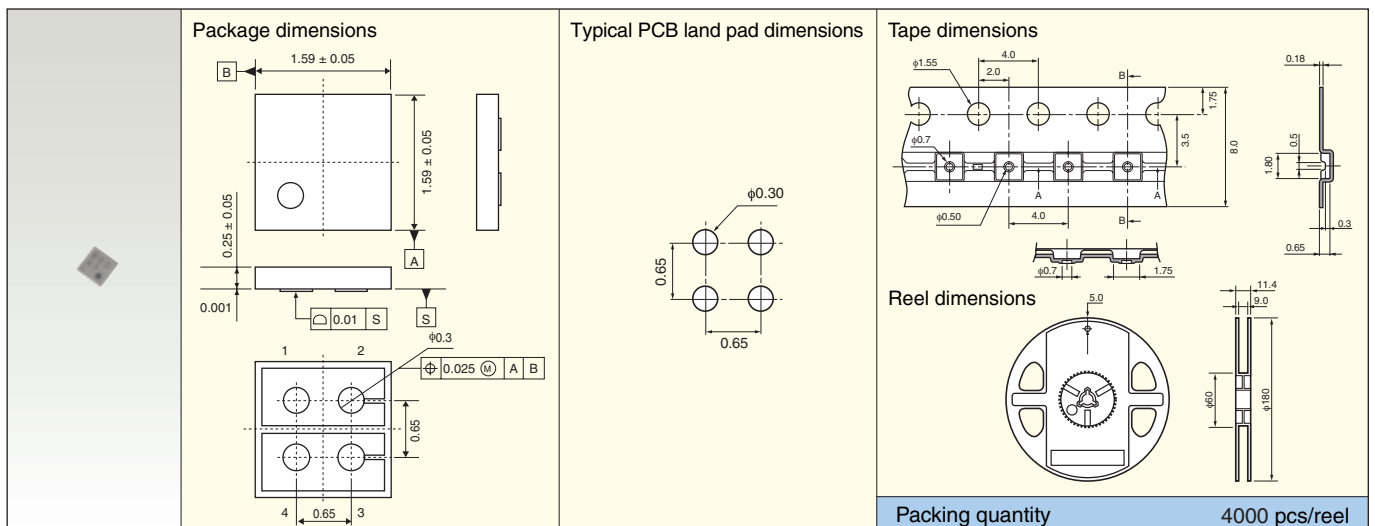 Package dimensions
1.59 ± 0.05
B
1.59 ± 0.05
A
0.25 ± 0.05
0.001
0.01 S
S
φ0.3
0.025 Ⓜ A B
1 2
0.65
4 0.65 3
Typical PCB land pad dimensions
φ0.30
0.65
0.65
Tape dimensions
φ1.55
4.0
2.0
B
1.75
3.5
8.0
φ0.7
A A
φ0.50
4.0
B
φ0.7
1.75
0.18
0.5
1.80
0.3
0.65
Reel dimensions
5.0
11.4
9.0
φ60
φ180
Packing quantity 4000 pcs/reel